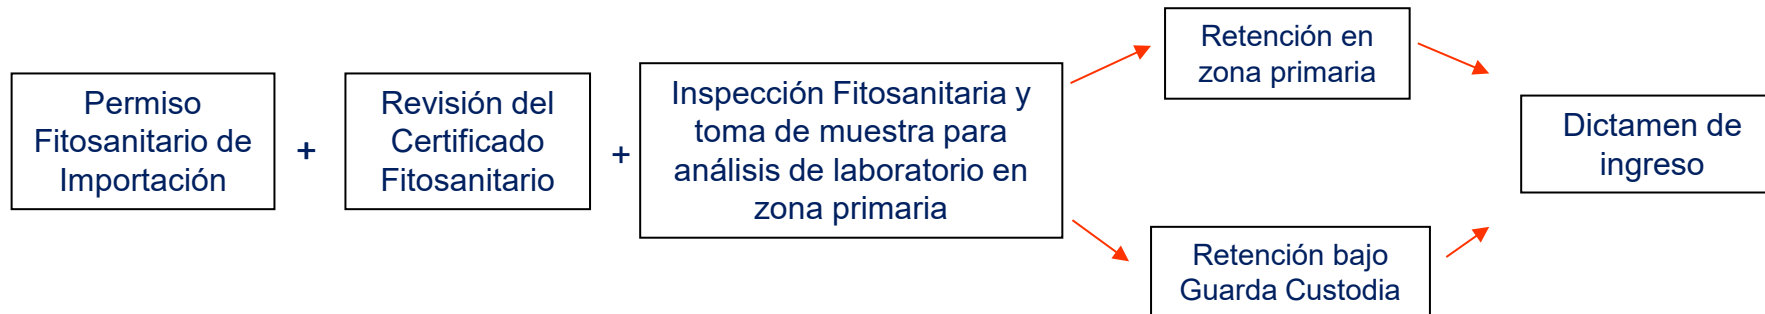 Permiso
Fitosanitario de
Importación
+
Revisión del
Certificado
Fitosanitario
+
Inspección Fitosanitaria y
toma de muestra para
análisis de laboratorio en
zona primaria
Retención en
zona primaria
Retención bajo
Guarda Custodia
Dictamen de
ingreso